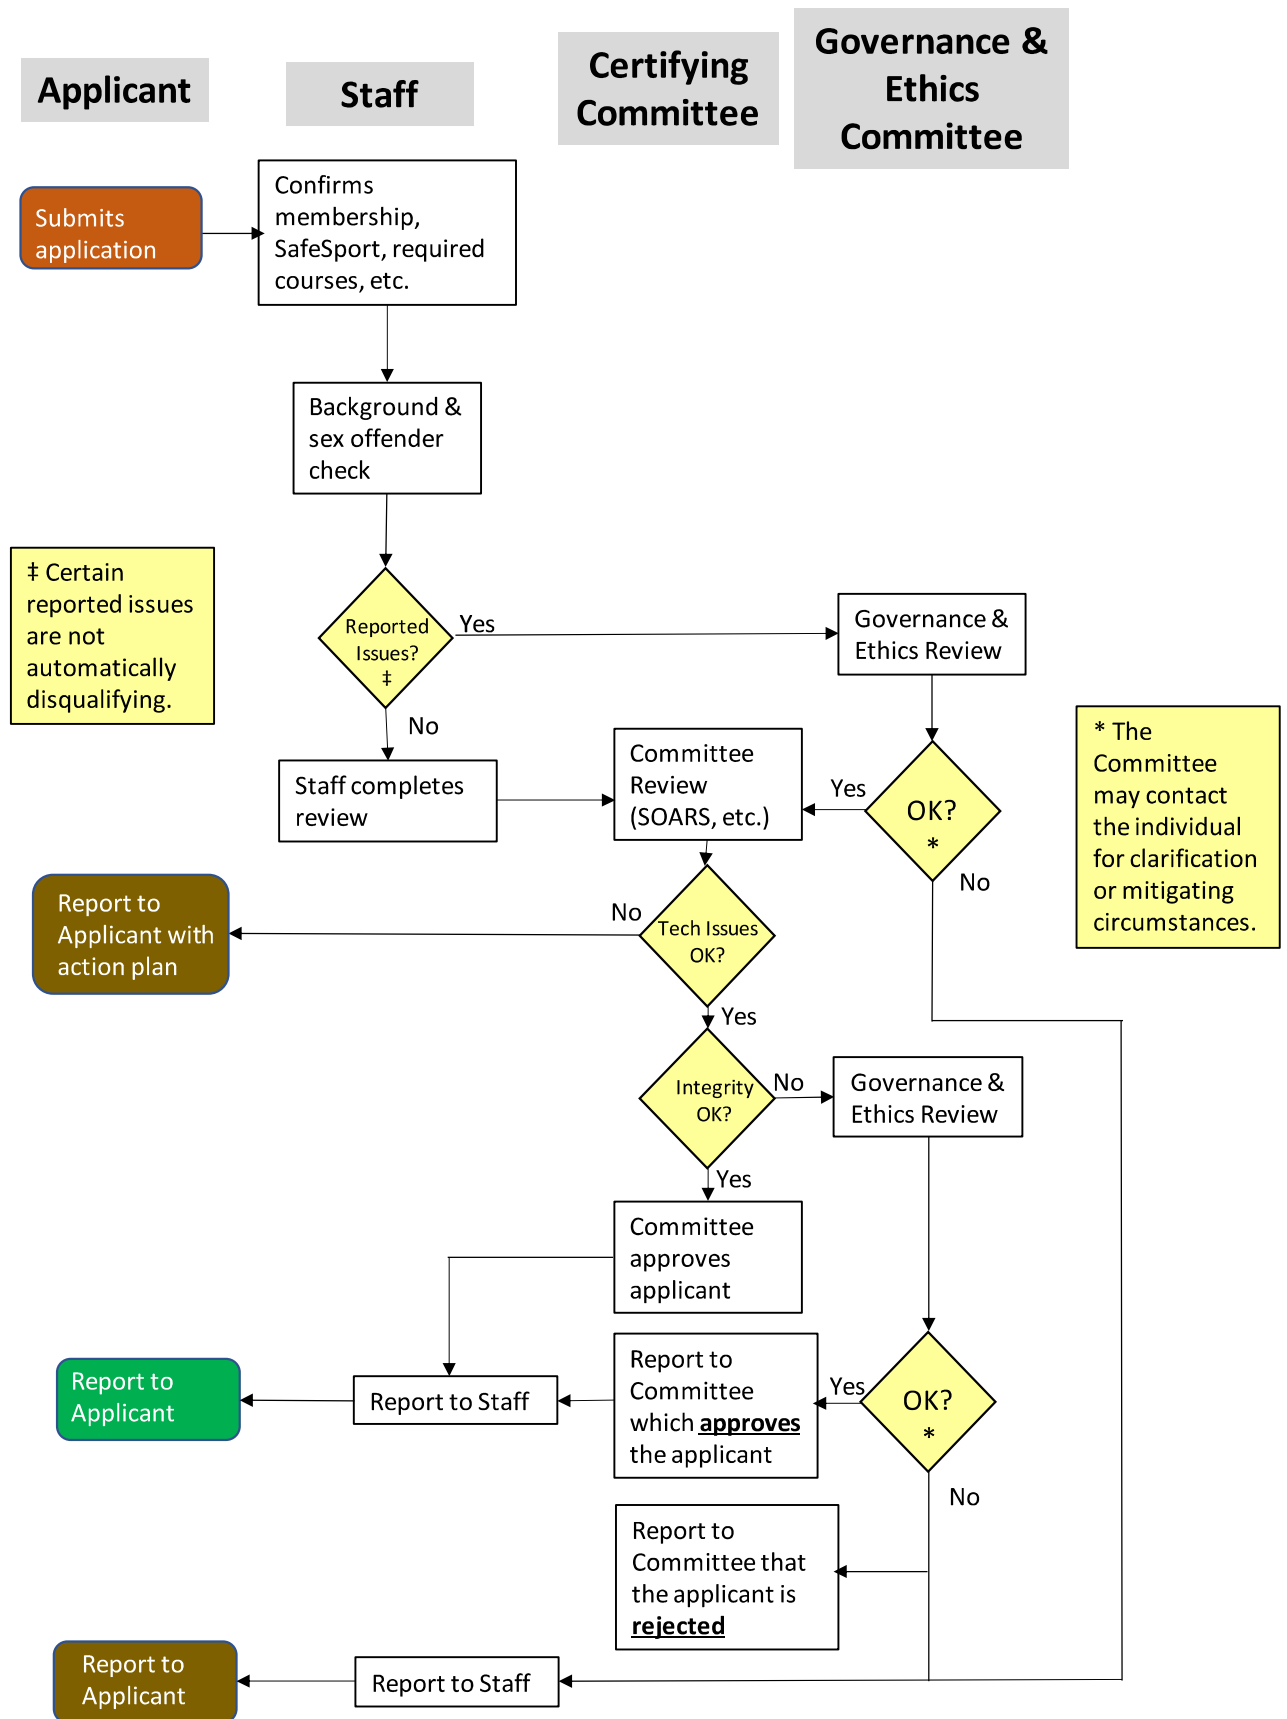 Applicant
Staff
Certifying
Committee
Governance &
Ethics
Committee
Submits
application
Confirms
membership,
SafeSport, required
courses, etc.
Background &
sex offender
check
‡ Certain
reported issues
are not
automatically
disqualifying.
Reported
Issues?
‡
Yes
No
Governance &
Ethics Review
Staff completes
review
Committee
Review
(SOARS, etc.)
Yes
OK?
*
No
* The
Committee
may contact
the individual
for clarification
or mitigating
circumstances.
Report to
Applicant with
action plan
No
Tech Issues
OK?
Yes
Integrity
OK?
No
Governance &
Ethics Review
Yes
Committee
approves
applicant
Report to
Applicant
Report to Staff
Report to
Committee
which approves
the applicant
Yes
OK?
*
No
Report to
Committee that
the applicant is
rejected
Report to
Applicant
Report to Staff